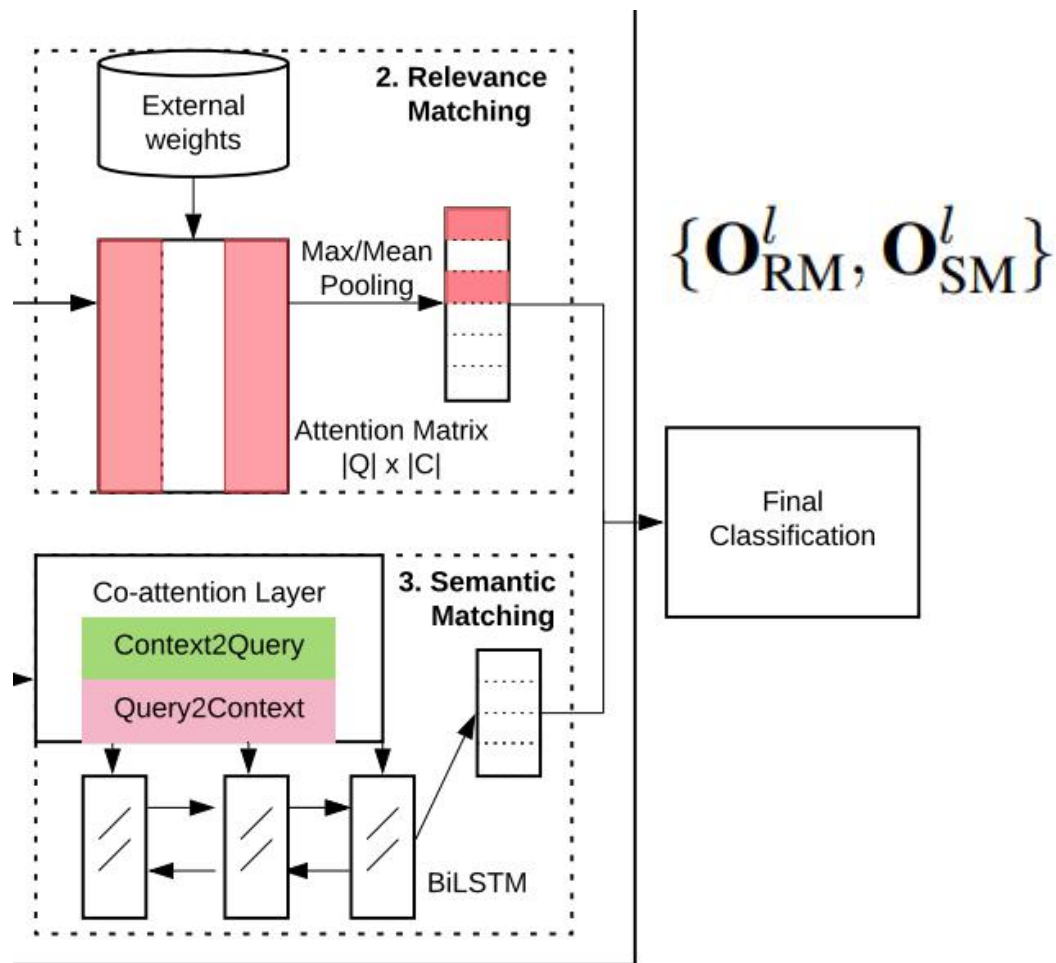 2. Relevance
Matching
External
weights
t
Max/Mean
Pooling
Attention Matrix
|Q| x |C|
{O^l_RM, O^l_SM}
Final
Classification
3. Semantic
Matching
Co-attention Layer
Context2Query
Query2Context
BiLSTM